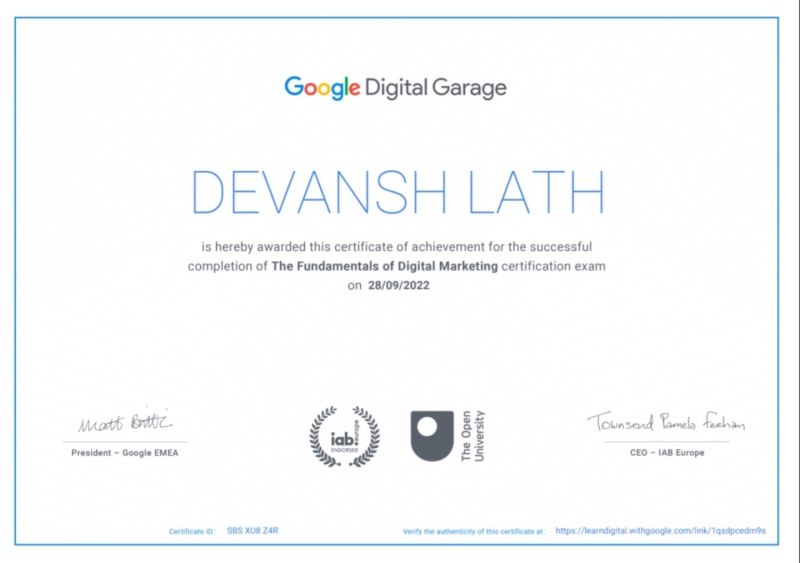 Google Digital Garage
DEVANSH LATH
is hereby awarded this certificate of achievement for the successful
completion of The Fundamentals of Digital Marketing certification exam
on 28/09/2022
Matt Brittin
Townsend Pamela Feehan
iab europe
ENDORSED
The Open
University
President – Google EMEA
CEO – IAB Europe
Certificate ID : SBS XU8 Z4R
Verify the authenticity of this certificate at: https://learndigital.withgoogle.com/link/1qsdpcedm9s